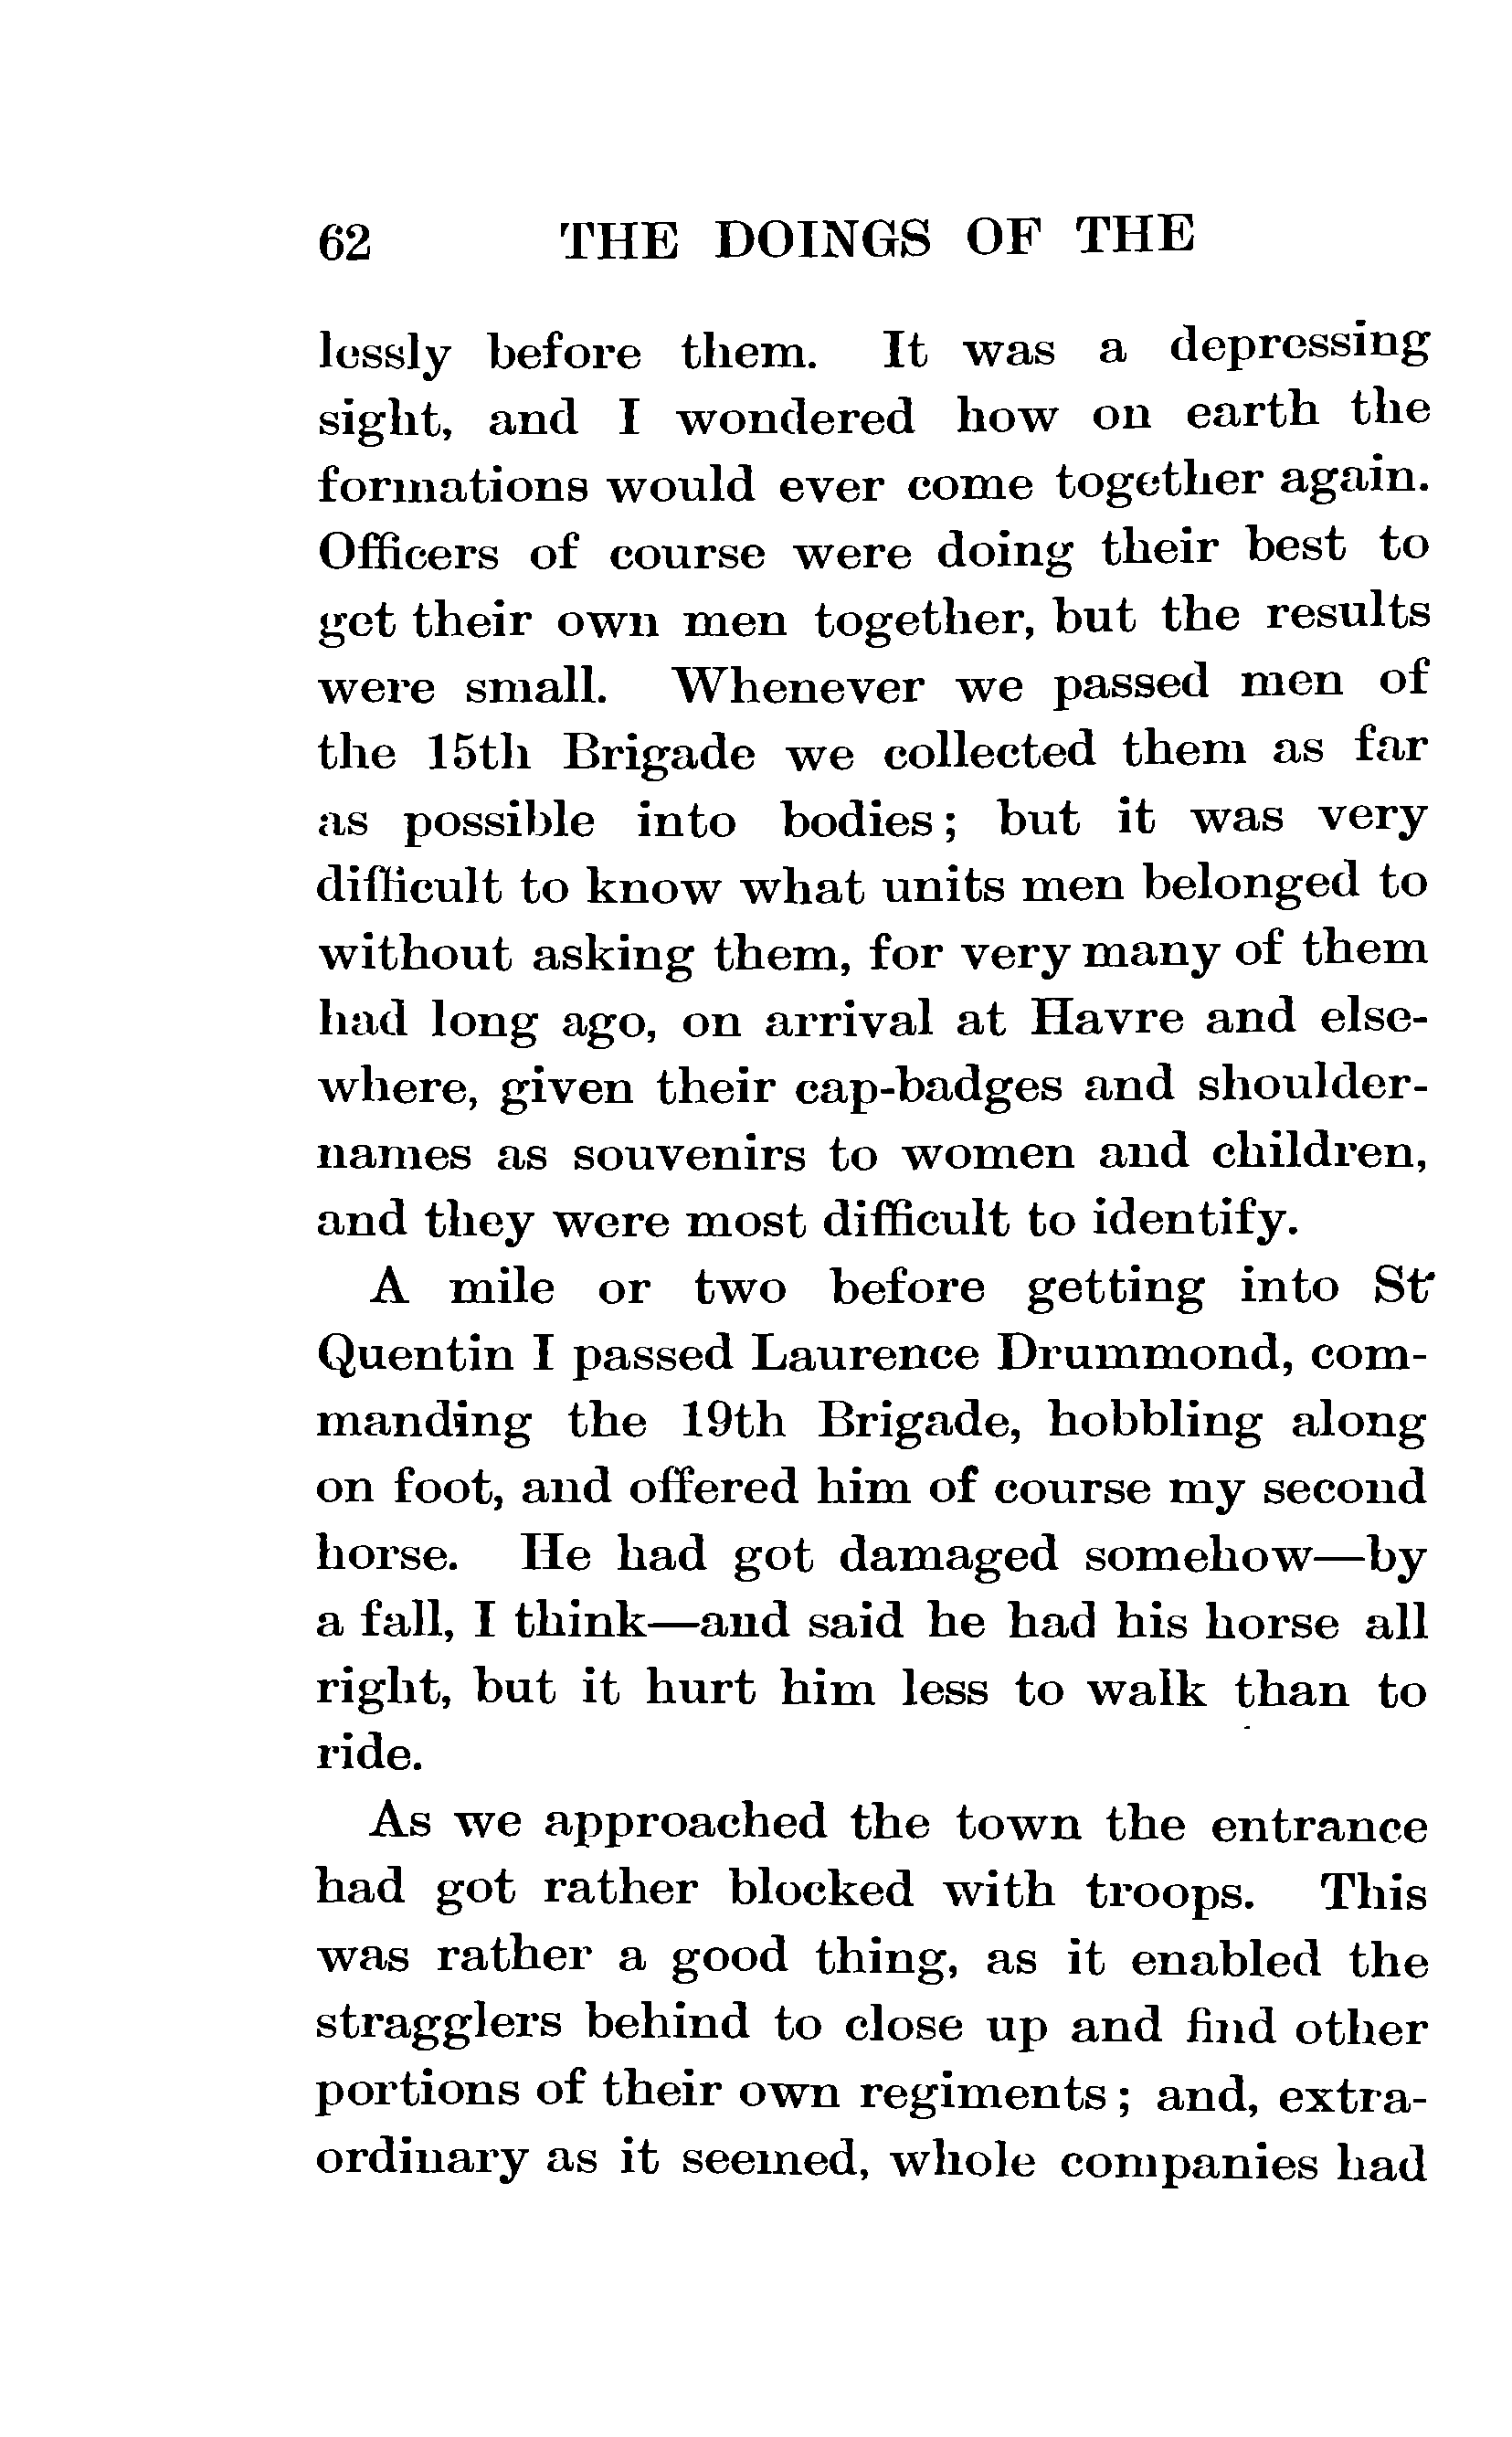 62 THE DOINGS OF THE
lessly before them. It was a depressing
sight, and I wondered how on earth the
formations would ever come together again.
Officers of course were doing their best to
get their own men together, but the results
were small. Whenever we passed men of
the 15th Brigade we collected them as far
as possible into bodies; but it was very
difficult to know what units men belonged to
without asking them, for very many of them
had long ago, on arrival at Havre and else-
where, given their cap-badges and shoulder-
names as souvenirs to women and children,
and they were most difficult to identify.
A mile or two before getting into St
Quentin I passed Laurence Drummond, com-
manding the 19th Brigade, hobbling along
on foot, and offered him of course my second
horse. He had got damaged somehow—by
a fall, I think—and said he had his horse all
right, but it hurt him less to walk than to
ride.
As we approached the town the entrance
had got rather blocked with troops. This
was rather a good thing, as it enabled the
stragglers behind to close up and find other
portions of their own regiments; and, extra-
ordinary as it seemed, whole companies had